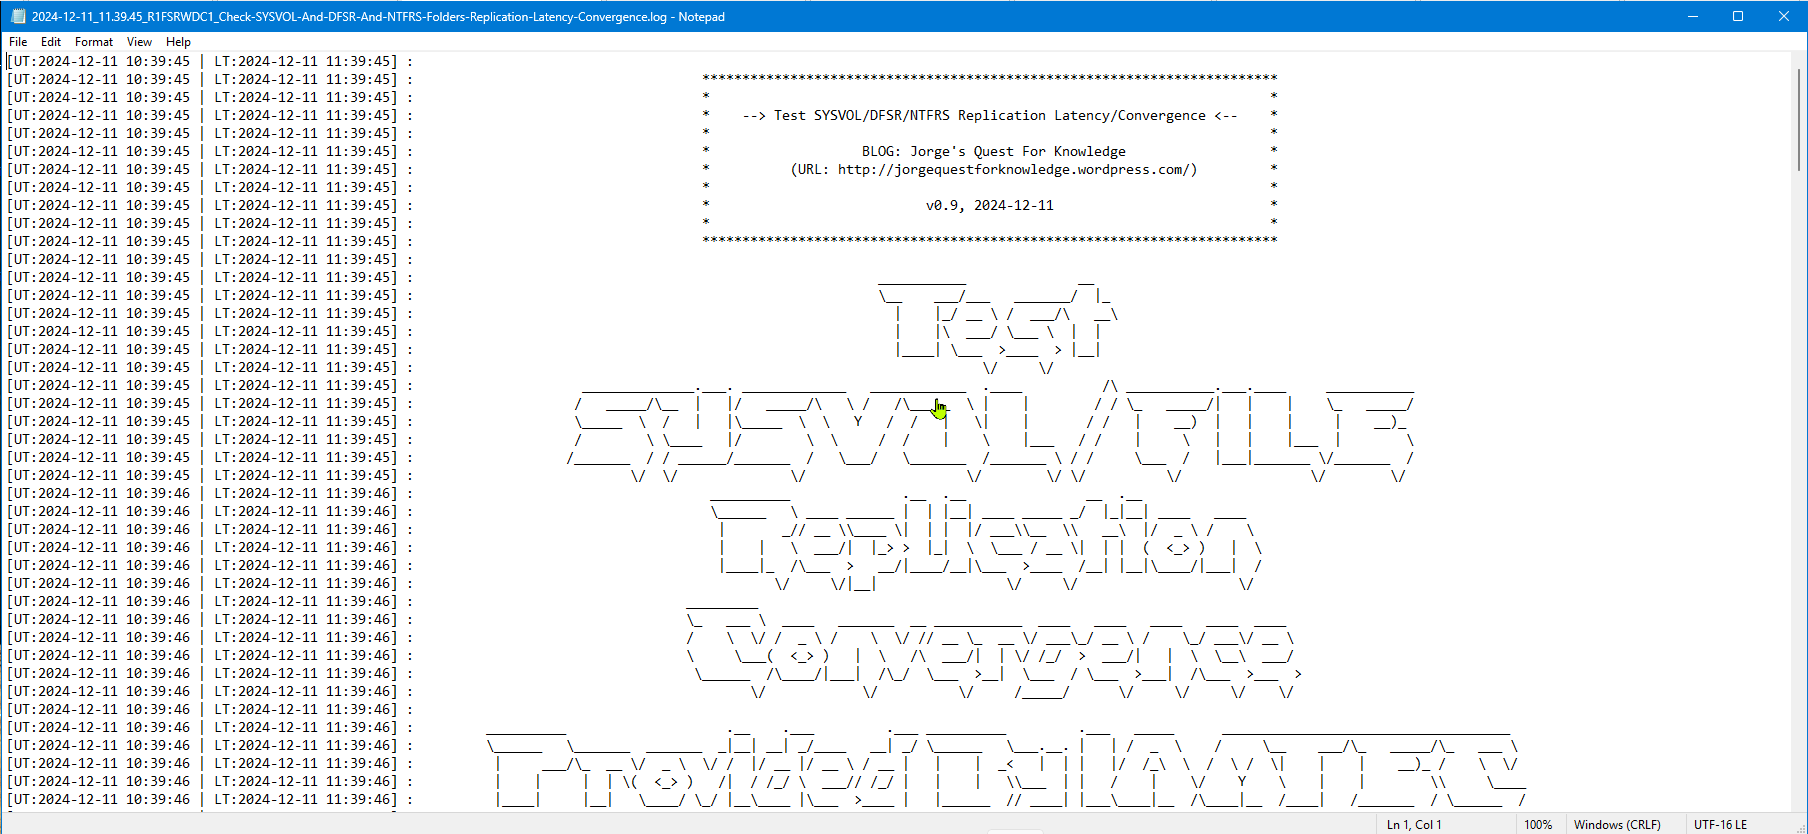 2024-12-11_11.39.45_R1FSRWDC1_Check-SYSVOL-And-DFSR-And-NTFRS-Folders-Replication-Latency-Convergence.log - Notepad
File Edit Format View Help
[UT:2024-12-11 10:39:45 | LT:2024-12-11 11:39:45] :
[UT:2024-12-11 10:39:45 | LT:2024-12-11 11:39:45] : ************************************************************************
[UT:2024-12-11 10:39:45 | LT:2024-12-11 11:39:45] : * *
[UT:2024-12-11 10:39:45 | LT:2024-12-11 11:39:45] : * --> Test SYSVOL/DFSR/NTFRS Replication Latency/Convergence <-- *
[UT:2024-12-11 10:39:45 | LT:2024-12-11 11:39:45] : * *
[UT:2024-12-11 10:39:45 | LT:2024-12-11 11:39:45] : * BLOG: Jorge's Quest For Knowledge *
[UT:2024-12-11 10:39:45 | LT:2024-12-11 11:39:45] : * (URL: http://jorgequestforknowledge.wordpress.com/) *
[UT:2024-12-11 10:39:45 | LT:2024-12-11 11:39:45] : * *
[UT:2024-12-11 10:39:45 | LT:2024-12-11 11:39:45] : * v0.9, 2024-12-11 *
[UT:2024-12-11 10:39:45 | LT:2024-12-11 11:39:45] : * *
[UT:2024-12-11 10:39:45 | LT:2024-12-11 11:39:45] : ************************************************************************
[UT:2024-12-11 10:39:45 | LT:2024-12-11 11:39:45] :
[UT:2024-12-11 10:39:45 | LT:2024-12-11 11:39:45] :
[UT:2024-12-11 10:39:45 | LT:2024-12-11 11:39:45] :
[UT:2024-12-11 10:39:45 | LT:2024-12-11 11:39:45] : Test
[UT:2024-12-11 10:39:45 | LT:2024-12-11 11:39:45] :
[UT:2024-12-11 10:39:45 | LT:2024-12-11 11:39:45] :
[UT:2024-12-11 10:39:45 | LT:2024-12-11 11:39:45] :
[UT:2024-12-11 10:39:45 | LT:2024-12-11 11:39:45] :
[UT:2024-12-11 10:39:45 | LT:2024-12-11 11:39:45] :
[UT:2024-12-11 10:39:45 | LT:2024-12-11 11:39:45] : SYSVOL/FILE
[UT:2024-12-11 10:39:45 | LT:2024-12-11 11:39:45] :
[UT:2024-12-11 10:39:45 | LT:2024-12-11 11:39:45] :
[UT:2024-12-11 10:39:45 | LT:2024-12-11 11:39:45] :
[UT:2024-12-11 10:39:46 | LT:2024-12-11 11:39:46] :
[UT:2024-12-11 10:39:46 | LT:2024-12-11 11:39:46] :
[UT:2024-12-11 10:39:46 | LT:2024-12-11 11:39:46] : Replication
[UT:2024-12-11 10:39:46 | LT:2024-12-11 11:39:46] :
[UT:2024-12-11 10:39:46 | LT:2024-12-11 11:39:46] :
[UT:2024-12-11 10:39:46 | LT:2024-12-11 11:39:46] :
[UT:2024-12-11 10:39:46 | LT:2024-12-11 11:39:46] :
[UT:2024-12-11 10:39:46 | LT:2024-12-11 11:39:46] :
[UT:2024-12-11 10:39:46 | LT:2024-12-11 11:39:46] : Convergence
[UT:2024-12-11 10:39:46 | LT:2024-12-11 11:39:46] :
[UT:2024-12-11 10:39:46 | LT:2024-12-11 11:39:46] :
[UT:2024-12-11 10:39:46 | LT:2024-12-11 11:39:46] :
[UT:2024-12-11 10:39:46 | LT:2024-12-11 11:39:46] :
[UT:2024-12-11 10:39:46 | LT:2024-12-11 11:39:46] :
[UT:2024-12-11 10:39:46 | LT:2024-12-11 11:39:46] :
[UT:2024-12-11 10:39:46 | LT:2024-12-11 11:39:46] : Provided By IAMTEC
[UT:2024-12-11 10:39:46 | LT:2024-12-11 11:39:46] :
[UT:2024-12-11 10:39:46 | LT:2024-12-11 11:39:46] :
Ln 1, Col 1 100% Windows (CRLF) UTF-16 LE